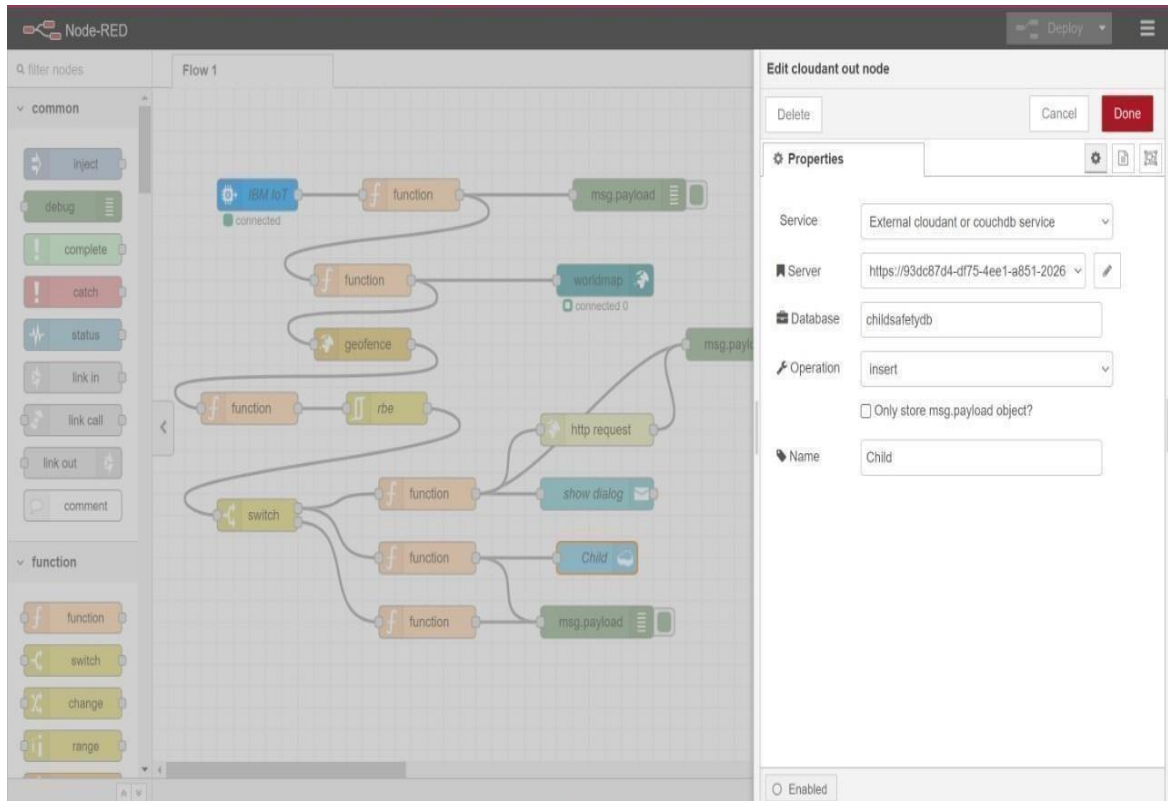 Node-RED
Deploy
filter nodes
Flow 1
common
inject
debug
complete
catch
status
link in
link call
link out
comment
function
function
switch
change
range
IBM IoT
connected
function
msg.payload
function
worldmap
connected 0
geofence
msg.paylo
function
rbe
http request
switch
function
show dialog
function
Child
function
msg.payload
Edit cloudant out node
Delete
Cancel
Done
Properties
Service
External cloudant or couchdb service
Server
https://93dc87d4-df75-4ee1-a851-2026
Database
childsafetydb
Operation
insert
Only store msg.payload object?
Name
Child
Enabled